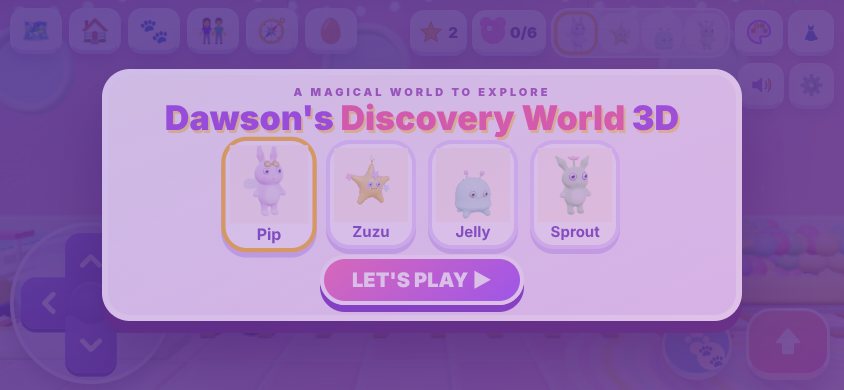 2
0/6
A MAGICAL WORLD TO EXPLORE
Dawson's Discovery World 3D
Pip
Zuzu
Jelly
Sprout
LET'S PLAY ▶